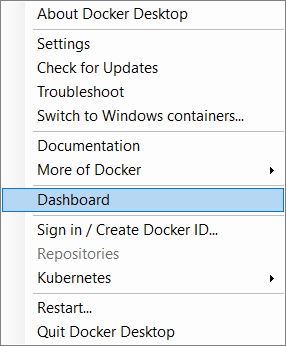 About Docker Desktop
Settings
Check for Updates
Troubleshoot
Switch to Windows containers...
Documentation
More of Docker
Dashboard
Sign in / Create Docker ID...
Repositories
Kubernetes
Restart...
Quit Docker Desktop